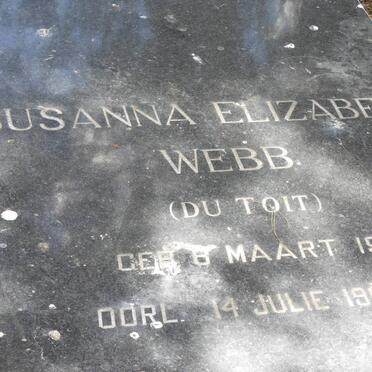 SUSANNA ELIZABE
WEBB.
(DU TOIT)
GEB 8 MAART 19
OORL. 14 JULIE 19